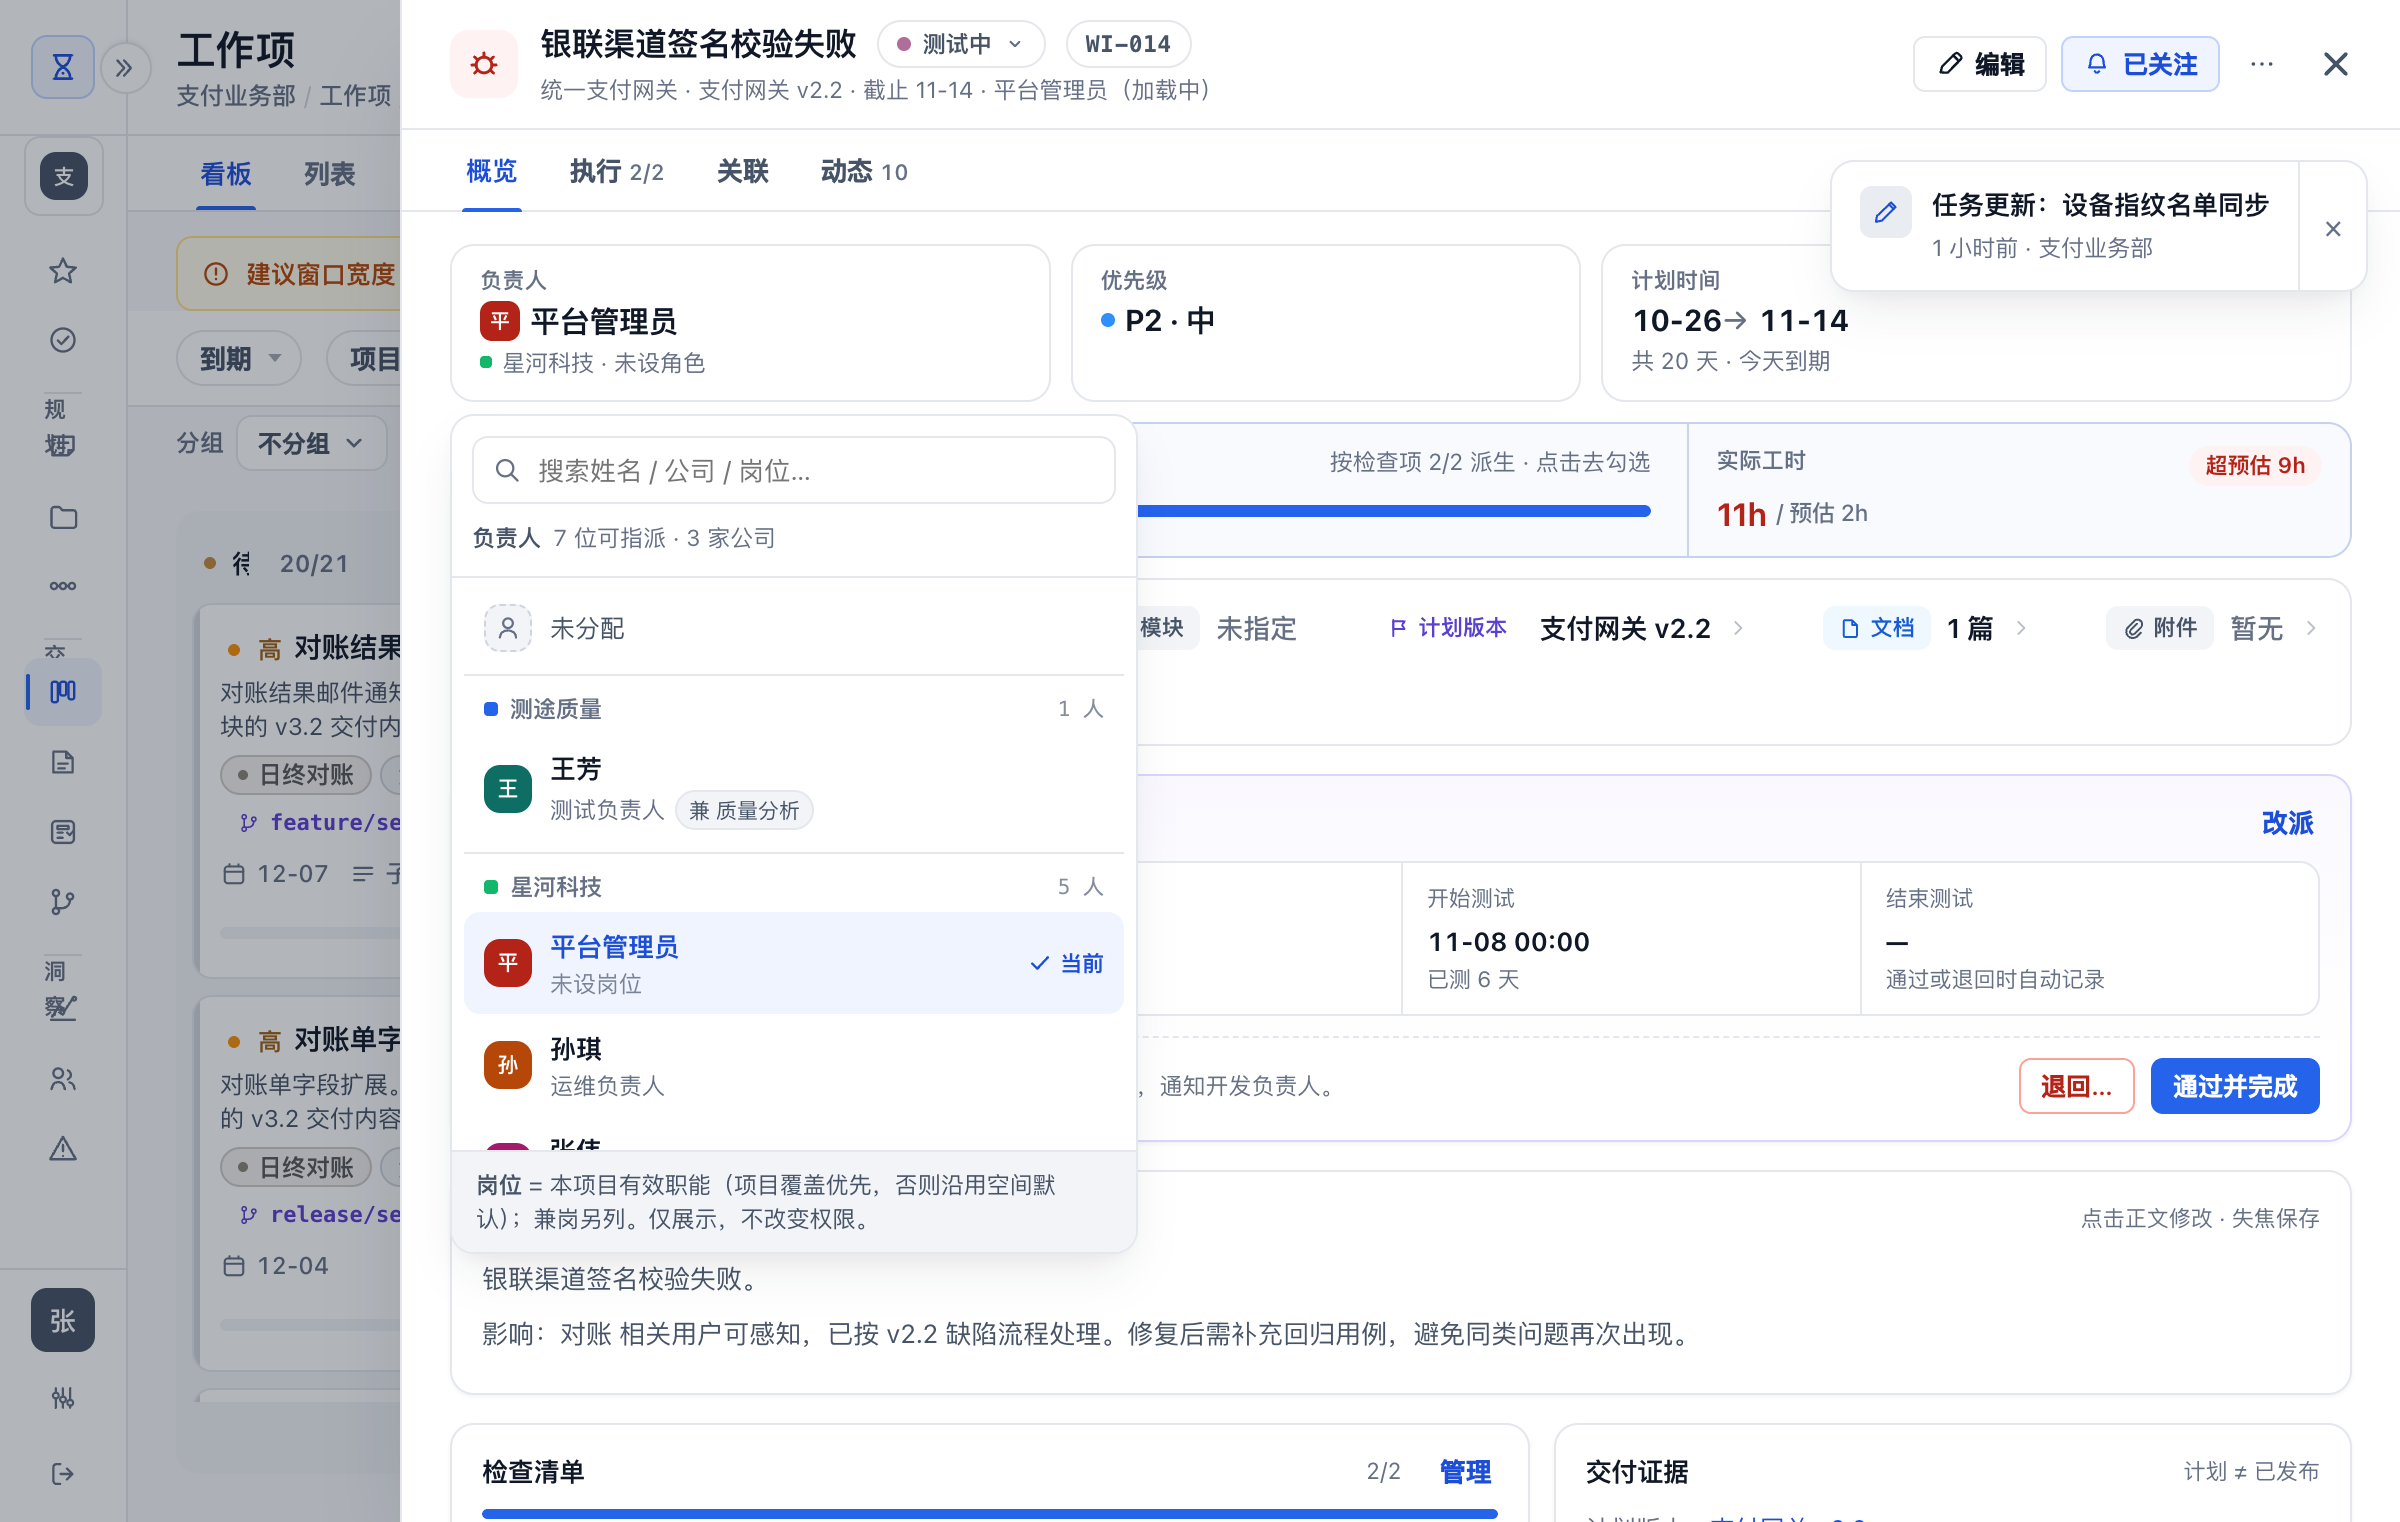 工作项
支付业务部 / 工作项
支
规
划
交
洞
察
张
看板
列表
建议窗口宽度
到期
项目
分组
不分组
20/21
高 对账结果
对账结果邮件通知
块的 v3.2 交付内
日终对账
feature/se
12-07
高 对账单字
对账单字段扩展。
的 v3.2 交付内容
日终对账
release/se
12-04
银联渠道签名校验失败
测试中
WI-014
统一支付网关 · 支付网关 v2.2 · 截止 11-14 · 平台管理员（加载中）
编辑
已关注
概览
执行 2/2
关联
动态 10
任务更新：设备指纹名单同步
1 小时前 · 支付业务部
负责人
平 平台管理员
星河科技 · 未设角色
优先级
P2 · 中
计划时间
10-26→ 11-14
共 20 天 · 今天到期
搜索姓名 / 公司 / 岗位...
负责人 7 位可指派 · 3 家公司
未分配
测途质量
1 人
王
王芳
测试负责人
兼 质量分析
星河科技
5 人
平
平台管理员
未设岗位
当前
孙
孙琪
运维负责人
张伟
岗位 = 本项目有效职能（项目覆盖优先，否则沿用空间默
认）；兼岗另列。仅展示，不改变权限。
按检查项 2/2 派生 · 点击去勾选
实际工时
超预估 9h
11h / 预估 2h
模块
未指定
计划版本
支付网关 v2.2
文档
1 篇
附件
暂无
改派
开始测试
11-08 00:00
已测 6 天
结束测试
—
通过或退回时自动记录
，通知开发负责人。
退回...
通过并完成
点击正文修改 · 失焦保存
银联渠道签名校验失败。
影响：对账 相关用户可感知，已按 v2.2 缺陷流程处理。修复后需补充回归用例，避免同类问题再次出现。
检查清单
2/2
管理
交付证据
计划 ≠ 已发布